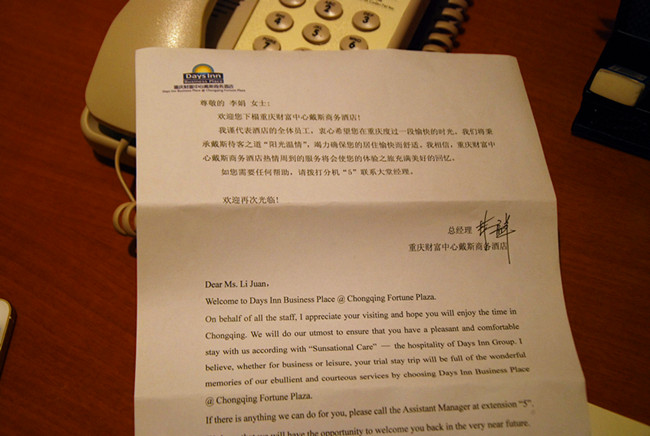 Days Inn
Business Place
重庆财富中心戴斯商务酒店
Days Inn Business Place @ Chongqing Fortune Plaza
尊敬的 李娟 女士:
欢迎您下榻重庆财富中心戴斯商务酒店!
我谨代表酒店的全体员工,衷心希望您在重庆度过一段愉快的时光。我们将秉
承戴斯待客之道“阳光温情”,竭力确保您的居住愉快而舒适。我相信,重庆财富中
心戴斯商务酒店热情周到的服务将会使您的体验之旅充满美好的回忆。
如您需要任何帮助,请拨打分机“5”联系大堂经理。
欢迎再次光临!
总经理
重庆财富中心戴斯商务酒店
Dear Ms. Li Juan,
Welcome to Days Inn Business Place @ Chongqing Fortune Plaza.
On behalf of all the staff, I appreciate your visiting and hope you will enjoy the time in
Chongqing. We will do our utmost to ensure that you have a pleasant and comfortable
stay with us according with “Sunsational Care” — the hospitality of Days Inn Group. I
believe, whether for business or leisure, your trial stay trip will be full of the wonderful
memories of our ebullient and courteous services by choosing Days Inn Business Place
@ Chongqing Fortune Plaza.
If there is anything we can do for you, please call the Assistant Manager at extension “5”.
will have the opportunity to welcome you back in the very near future.